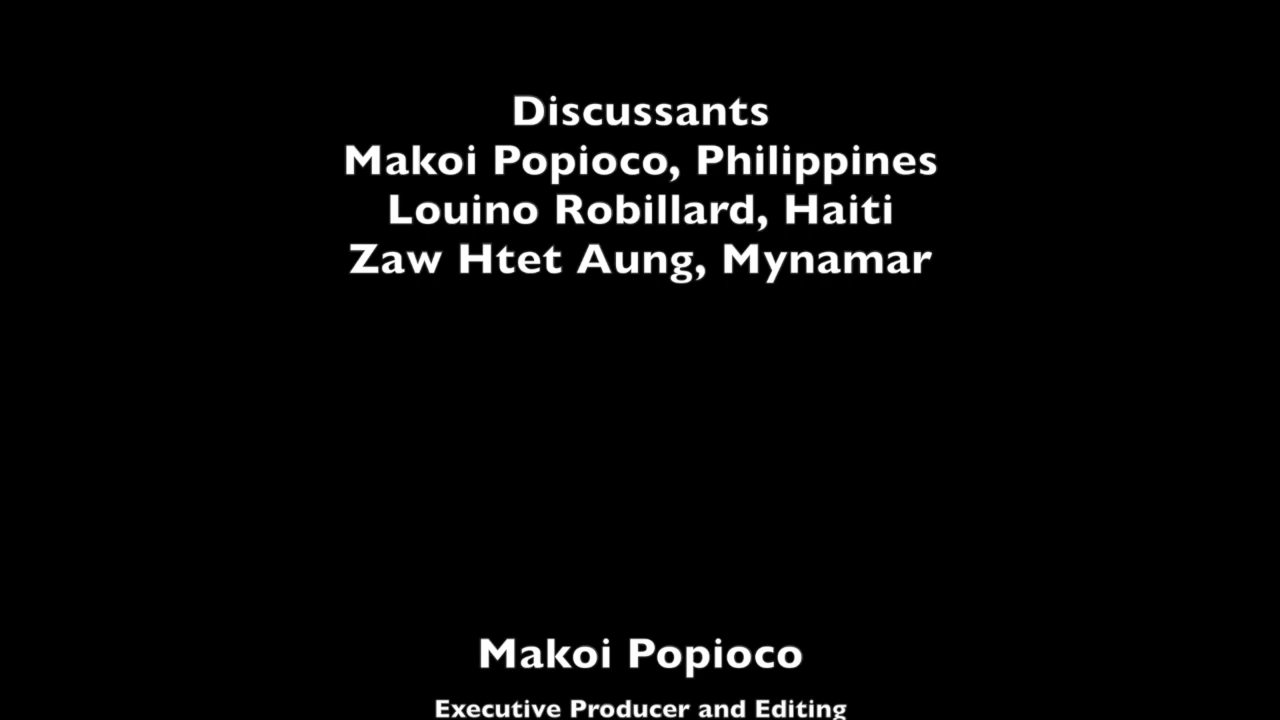 Discussants
Makoi Popioco, Philippines
Louino Robillard, Haiti
Zaw Htet Aung, Mynamar
Makoi Popioco
Executive Producer and Editing